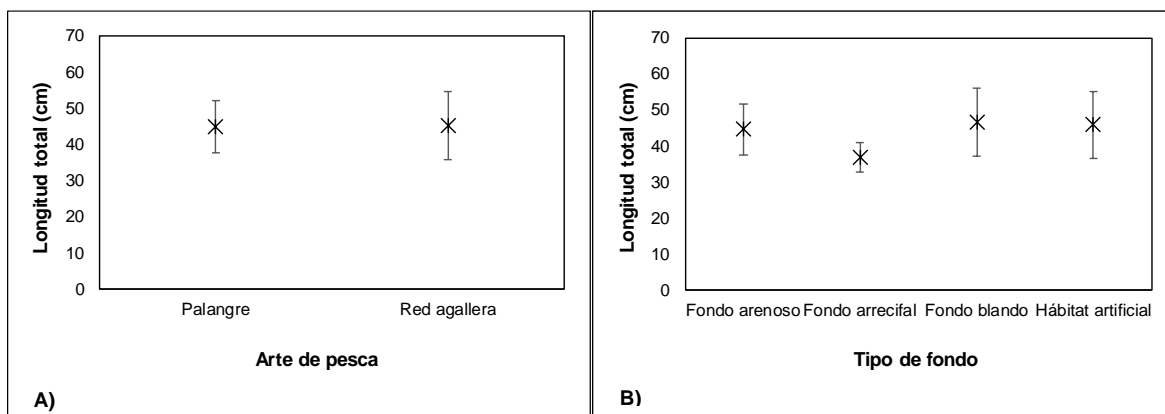 70
60
50
40
30
20
10
0
Longitud total (cm)
Palangre Red agallera
Arte de pesca
A)
70
60
50
40
30
20
10
0
Longitud total (cm)
Fondo arenoso Fondo arrecifal Fondo blando Hábitat artificial
Tipo de fondo
B)